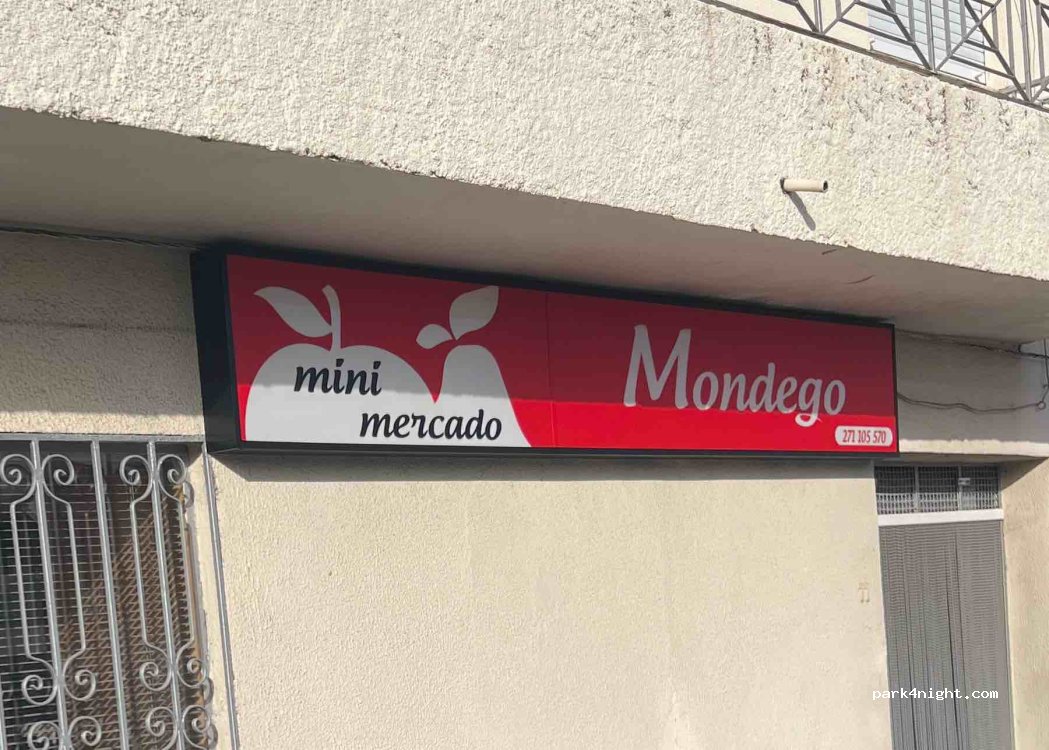 mini
mercado
Mondego
271 105 570
park4night.com